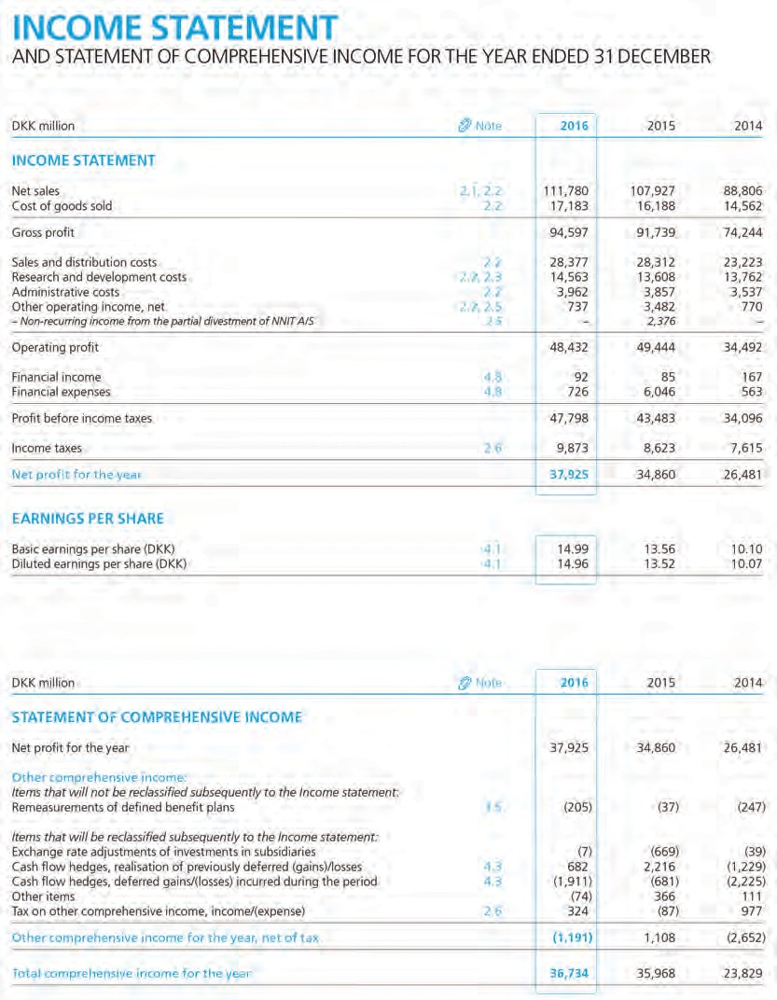 INCOME STATEMENT
AND STATEMENT OF COMPREHENSIVE INCOME FOR THE YEAR ENDED 31 DECEMBER
DKK million Note 2016 2015 2014
INCOME STATEMENT
Net sales 2.1, 2.2 111,780 107,927 88,806
Cost of goods sold 2.2 17,183 16,188 14,562
Gross profit 94,597 91,739 74,244
Sales and distribution costs 2.2 28,377 28,312 23,223
Research and development costs 2.2, 2.3 14,563 13,608 13,762
Administrative costs 2.2 3,962 3,857 3,537
Other operating income, net 2.2, 2.5 737 3,482 770
– Non-recurring income from the partial divestment of NNIT A/S 2.5 – 2,376 –
Operating profit 48,432 49,444 34,492
Financial income 4.8 92 85 167
Financial expenses 4.8 726 6,046 563
Profit before income taxes 47,798 43,483 34,096
Income taxes 2.6 9,873 8,623 7,615
Net profit for the year 37,925 34,860 26,481
EARNINGS PER SHARE
Basic earnings per share (DKK) 4.1 14.99 13.56 10.10
Diluted earnings per share (DKK) 4.1 14.96 13.52 10.07
DKK million Note 2016 2015 2014
STATEMENT OF COMPREHENSIVE INCOME
Net profit for the year 37,925 34,860 26,481
Other comprehensive income:
Items that will not be reclassified subsequently to the Income statement:
Remeasurements of defined benefit plans (205) (37) (247)
Items that will be reclassified subsequently to the Income statement:
Exchange rate adjustments of investments in subsidiaries (7) (669) (39)
Cash flow hedges, realisation of previously deferred (gains)/losses 4.3 682 2,216 (1,229)
Cash flow hedges, deferred gains/(losses) incurred during the period 4.3 (1,911) (681) (2,225)
Other items (74) 366 111
Tax on other comprehensive income, income/(expense) 2.6 324 (87) 977
Other comprehensive income for the year, net of tax (1,191) 1,108 (2,652)
Total comprehensive income for the year 36,734 35,968 23,829